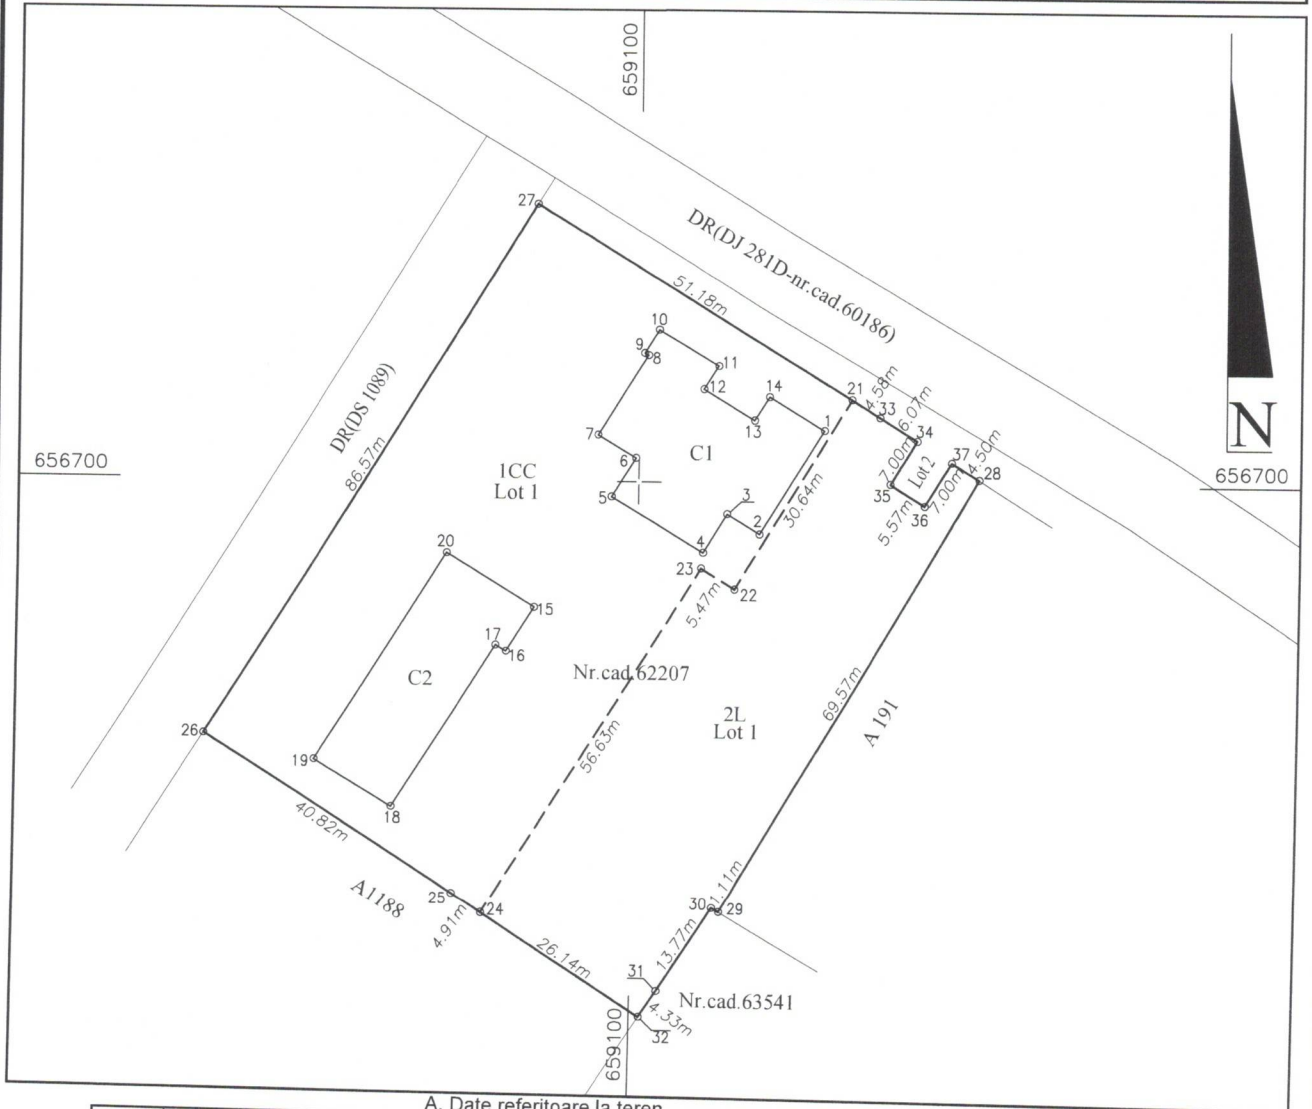 659100
27
DR(DJ 281D-nr.cad.60186)
51.18m
10
9
8
11
12
14
13
1
21
4.58m
33
6.07m
34
N
DR(DS 1089)
86.57m
7
6
C1
7.00m
Lot 2
37
4.50m
28
656700
656700
1CC
Lot 1
5
3
2
30.64m
35
7.00m
36
5.57m
4
23
22
5.47m
20
15
17
16
C2
Nr.cad.62207
69.57m
2L
Lot 1
A 191
26
19
18
56.63m
40.82m
25
24
A1188
4.91m
26.14m
30
1.11m
29
13.77m
31
Nr.cad.63541
4.33m
32
659100
A. Date referitoare la teren